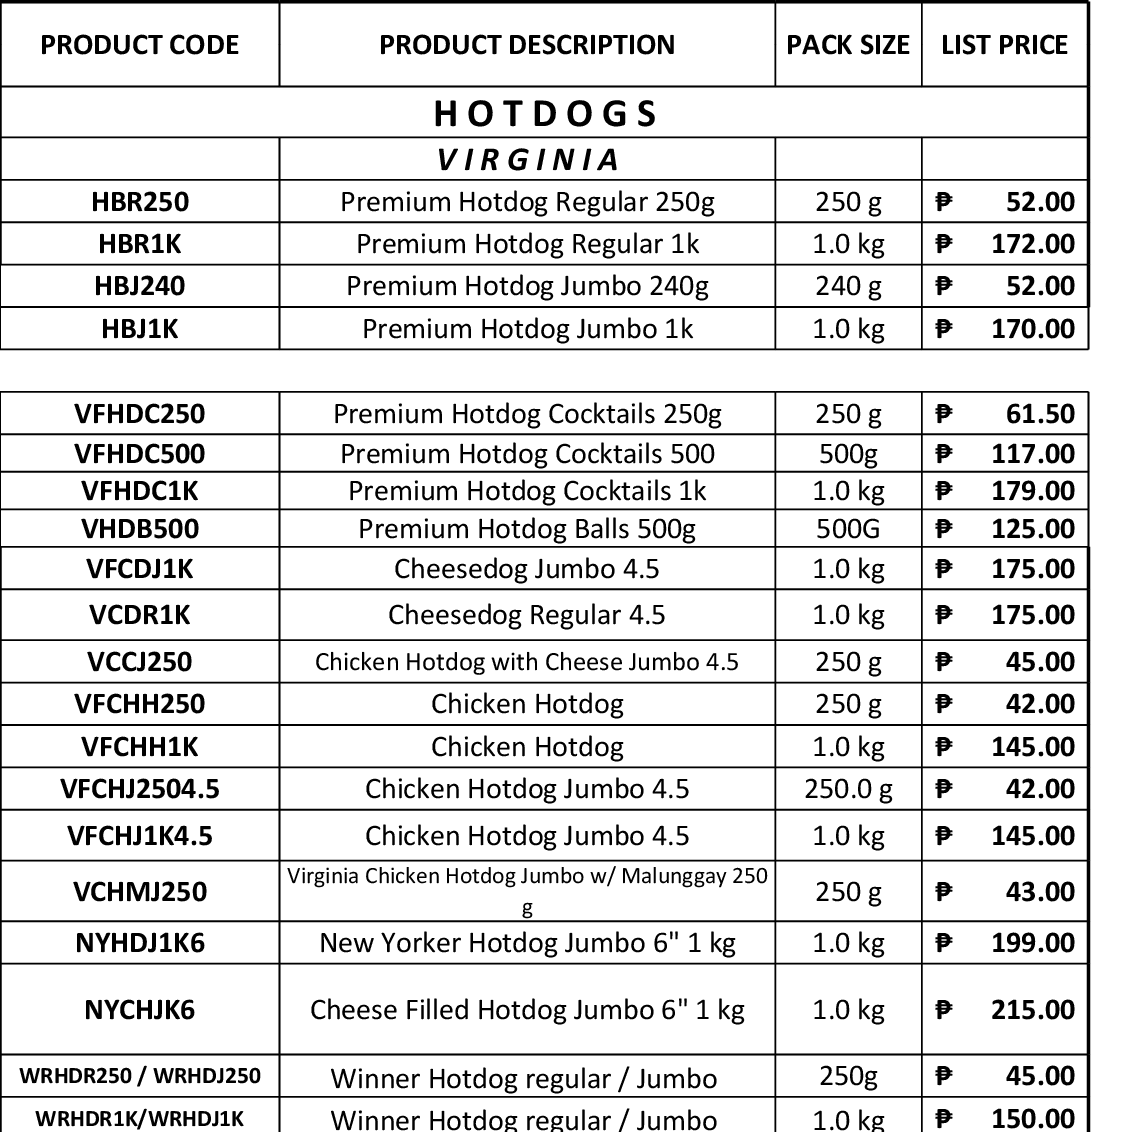 PRODUCT CODE PRODUCT DESCRIPTION PACK SIZE LIST PRICE
HOTDOGS
VIRGINIA
HBR250 Premium Hotdog Regular 250g 250 g ₱ 52.00
HBR1K Premium Hotdog Regular 1k 1.0 kg ₱ 172.00
HBJ240 Premium Hotdog Jumbo 240g 240 g ₱ 52.00
HBJ1K Premium Hotdog Jumbo 1k 1.0 kg ₱ 170.00
VFHDC250 Premium Hotdog Cocktails 250g 250 g ₱ 61.50
VFHDC500 Premium Hotdog Cocktails 500 500g ₱ 117.00
VFHDC1K Premium Hotdog Cocktails 1k 1.0 kg ₱ 179.00
VHDB500 Premium Hotdog Balls 500g 500G ₱ 125.00
VFCDJ1K Cheesedog Jumbo 4.5 1.0 kg ₱ 175.00
VCDR1K Cheesedog Regular 4.5 1.0 kg ₱ 175.00
VCCJ250 Chicken Hotdog with Cheese Jumbo 4.5 250 g ₱ 45.00
VFCHH250 Chicken Hotdog 250 g ₱ 42.00
VFCHH1K Chicken Hotdog 1.0 kg ₱ 145.00
VFCHJ2504.5 Chicken Hotdog Jumbo 4.5 250.0 g ₱ 42.00
VFCHJ1K4.5 Chicken Hotdog Jumbo 4.5 1.0 kg ₱ 145.00
VCHMJ250 Virginia Chicken Hotdog Jumbo w/ Malunggay 250 g 250 g ₱ 43.00
NYHDJ1K6 New Yorker Hotdog Jumbo 6" 1 kg 1.0 kg ₱ 199.00
NYCHJK6 Cheese Filled Hotdog Jumbo 6" 1 kg 1.0 kg ₱ 215.00
WRHDR250 / WRHDJ250 Winner Hotdog regular / Jumbo 250g ₱ 45.00
WRHDR1K/WRHDJ1K Winner Hotdog regular / Jumbo 1.0 kg ₱ 150.00